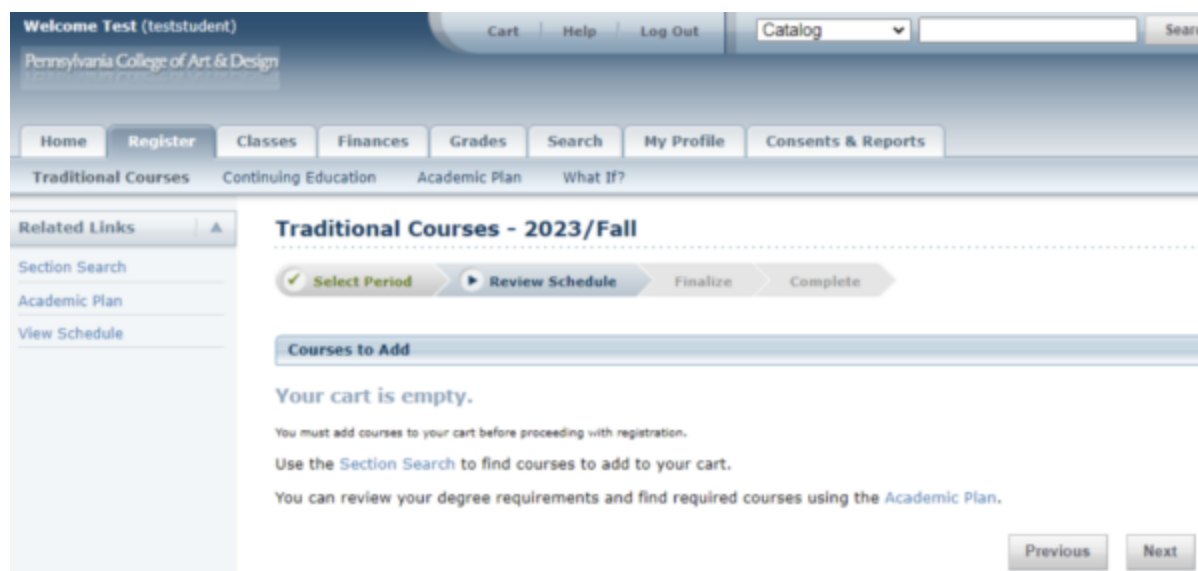 Welcome Test (teststudent)
Cart Help Log Out Catalog
Pennsylvania College of Art & Design
Home Register Classes Finances Grades Search My Profile Consents & Reports
Traditional Courses Continuing Education Academic Plan What If?
Related Links
Section Search
Academic Plan
View Schedule
Traditional Courses - 2023/Fall
Select Period Review Schedule Finalize Complete
Courses to Add
Your cart is empty.
You must add courses to your cart before proceeding with registration.
Use the Section Search to find courses to add to your cart.
You can review your degree requirements and find required courses using the Academic Plan.
Previous Next